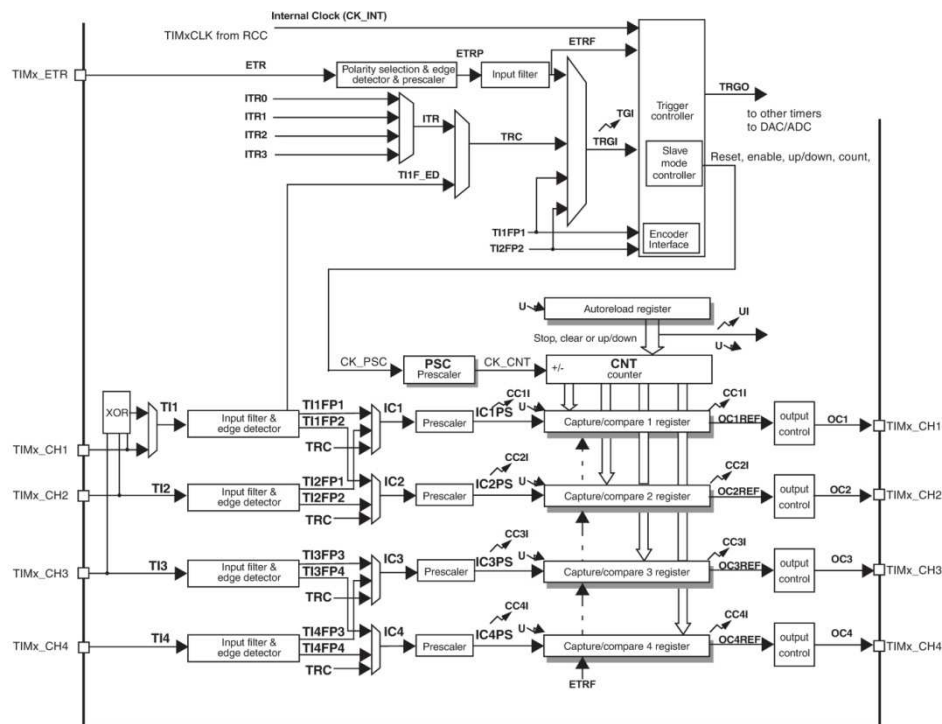 Internal Clock (CK_INT)
TIMxCLK from RCC
ETRF
TIMx_ETR
ETR
Polarity selection & edge
detector & prescaler
ETRP
Input filter
Trigger
controller
TRGO
to other timers
to DAC/ADC
ITR0
ITR1
ITR2
ITR3
ITR
TRC
TGI
TRGI
TI1F_ED
Slave
mode
controller
Reset, enable, up/down, count,
TI1FP1
TI2FP2
Encoder
Interface
U
Autoreload register
UI
Stop, clear or up/down
U
CK_PSC
PSC
Prescaler
CK_CNT
+/-
CNT
counter
XOR
TI1
Input filter &
edge detector
TI1FP1
TI1FP2
TRC
IC1
Prescaler
CC1I
IC1PS
U
Capture/compare 1 register
CC1I
OC1REF
output
control
OC1
TIMx_CH1
TIMx_CH1
TIMx_CH2
TI2
Input filter &
edge detector
TI2FP1
TI2FP2
TRC
IC2
Prescaler
CC2I
IC2PS
U
Capture/compare 2 register
CC2I
OC2REF
output
control
OC2
TIMx_CH2
TIMx_CH3
TI3
Input filter &
edge detector
TI3FP3
TI3FP4
TRC
IC3
Prescaler
CC3I
IC3PS
U
Capture/compare 3 register
CC3I
OC3REF
output
control
OC3
TIMx_CH3
TIMx_CH4
TI4
Input filter &
edge detector
TI4FP3
TI4FP4
TRC
IC4
Prescaler
CC4I
IC4PS
U
Capture/compare 4 register
CC4I
OC4REF
output
control
OC4
TIMx_CH4
ETRF